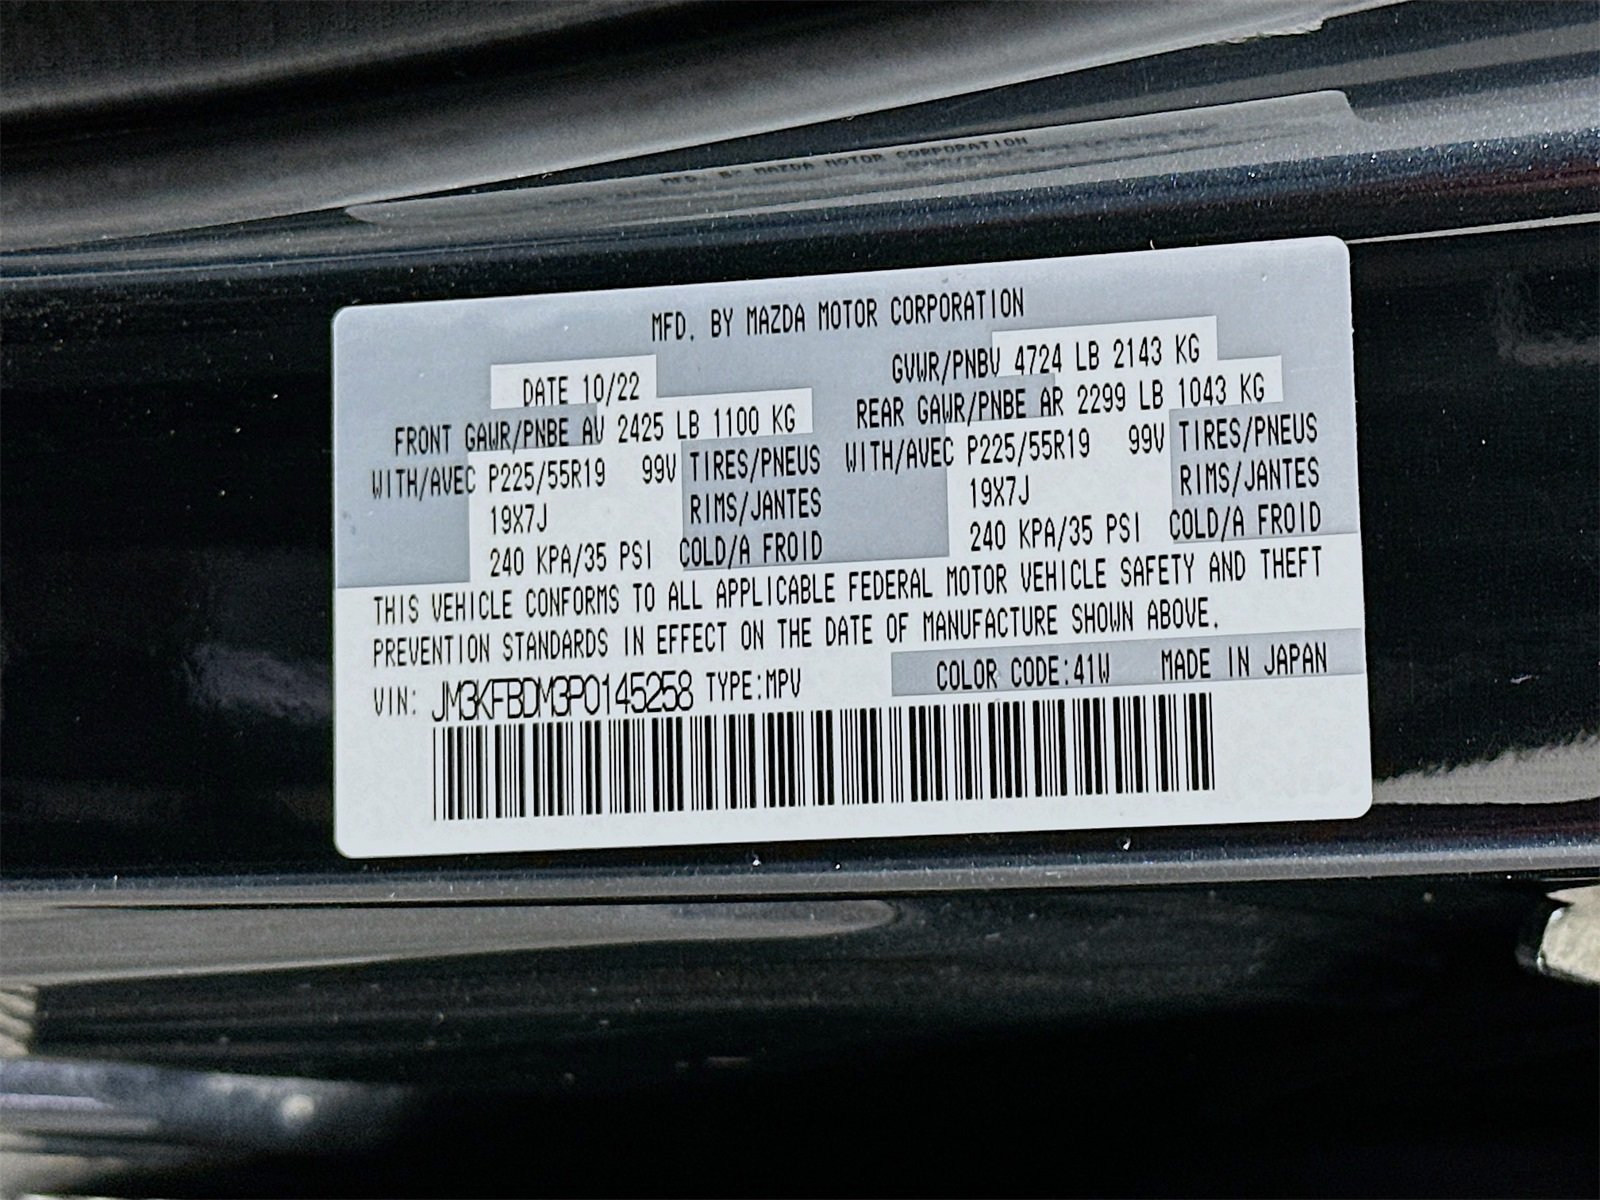 MFD. BY MAZDA MOTOR CORPORATION
MFD. BY MAZDA MOTOR CORPORATION
DATE 10/22 GVWR/PNBV 4724 LB 2143 KG
FRONT GAWR/PNBE AV 2425 LB 1100 KG REAR GAWR/PNBE AR 2299 LB 1043 KG
WITH/AVEC P225/55R19 99V TIRES/PNEUS WITH/AVEC P225/55R19 99V TIRES/PNEUS
19X7J RIMS/JANTES 19X7J RIMS/JANTES
240 KPA/35 PSI COLD/A FROID 240 KPA/35 PSI COLD/A FROID
THIS VEHICLE CONFORMS TO ALL APPLICABLE FEDERAL MOTOR VEHICLE SAFETY AND THEFT
PREVENTION STANDARDS IN EFFECT ON THE DATE OF MANUFACTURE SHOWN ABOVE.
VIN: JM3KFBDM3P0145258 TYPE:MPV COLOR CODE:41W MADE IN JAPAN